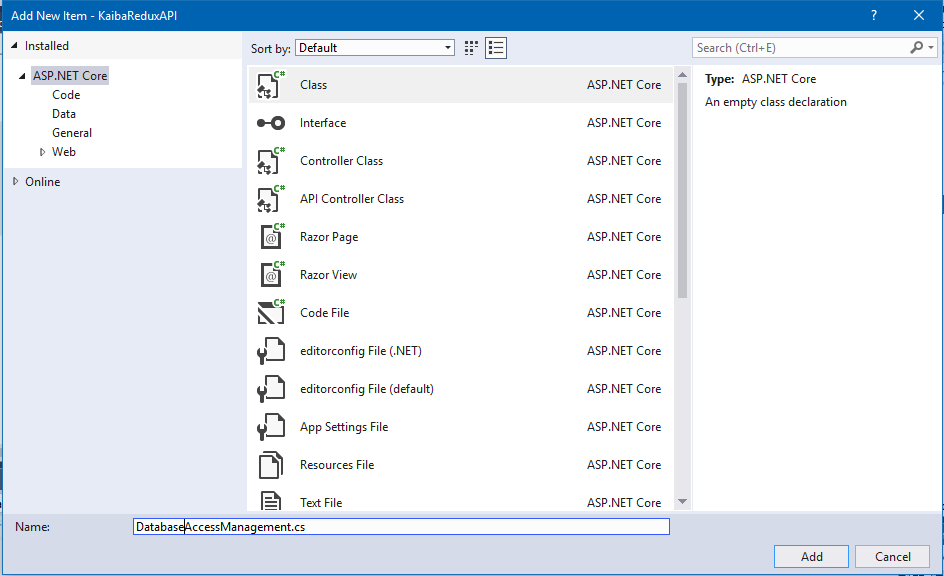 Add New Item - KaibaReduxAPI
?
Installed
Sort by: Default
Search (Ctrl+E)
ASP.NET Core
Code
Data
General
Web
Online
C# Class ASP.NET Core
Interface ASP.NET Core
C# Controller Class ASP.NET Core
C# API Controller Class ASP.NET Core
C# @ Razor Page ASP.NET Core
C# @ Razor View ASP.NET Core
C# Code File ASP.NET Core
editorconfig File (.NET) ASP.NET Core
editorconfig File (default) ASP.NET Core
App Settings File ASP.NET Core
Resources File ASP.NET Core
Text File ASP.NET Core
Type: ASP.NET Core
An empty class declaration
Name: DatabaseAccessManagement.cs
Add Cancel